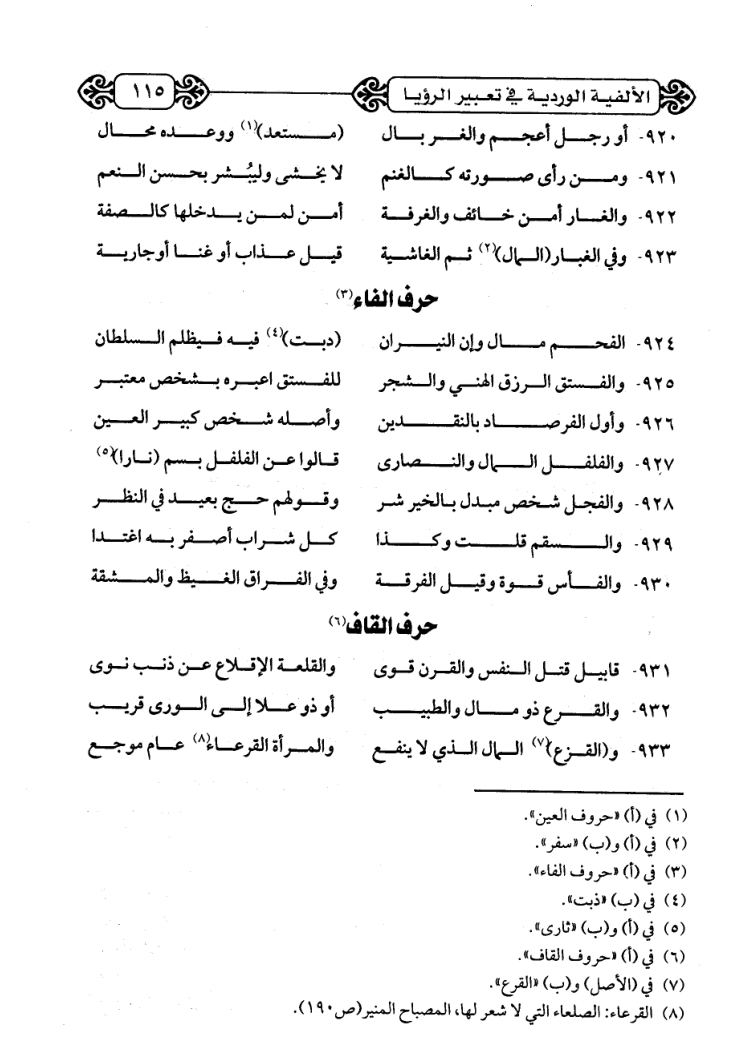 الألفية الوردية في تعبير الرؤيا ١١٥
٩٢٠- أو رجل أعجم والغر بال (مستعد)(١) ووعده محال
٩٢١- ومن رأى صورته كالغنم لا يخشى وليُبشر بحسن النعم
٩٢٢- والغار أمن خائف والغرفة أمن لمن يدخلها كالصفة
٩٢٣- وفي الغبار (المال)(٢) ثم الغاشية قيل عذاب أو غنا أو جارية
حرف الفاء(٣)
٩٢٤- الفحم مال وإن النيران (دبت)(٤) فيه فيظلم السلطان
٩٢٥- والفستق الرزق الهني والشجر للفستق اعبره بشخص معتبر
٩٢٦- وأول الفرصاد بالنقدين وأصله شخص كبير العين
٩٢٧- والفلفل المال والنصارى قالوا عن الفلفل بسم (نارا)(٥)
٩٢٨- والفجل شخص مبدل بالخير شر وقولهم حج بعيد في النظر
٩٢٩- والسقم قلت وكذا كل شراب أصفر به اغتدا
٩٣٠- والفأس قوة وقيل الفرقة وفي الفراق الغيظ والمشقة
حرف القاف(٦)
٩٣١- قابيل قتل النفس والقرن قوى والقلعة الإقلاع عن ذنب نوى
٩٣٢- والقرع ذو مال والطبيب أو ذو علا إلى الورى قريب
٩٣٣- و(القزع)(٧) المال الذي لا ينفع والمرأة القرعاء(٨) عام موجع
(١) في (أ) «حروف العين».
(٢) في (أ) و(ب) «سفر».
(٣) في (أ) «حروف الفاء».
(٤) في (ب) «ذبت».
(٥) في (أ) و(ب) «ثارى».
(٦) في (أ) «حروف القاف».
(٧) في (الأصل) و(ب) «القرع».
(٨) القرعاء: الصلعاء التي لا شعر لها، المصباح المنير (ص١٩٠).